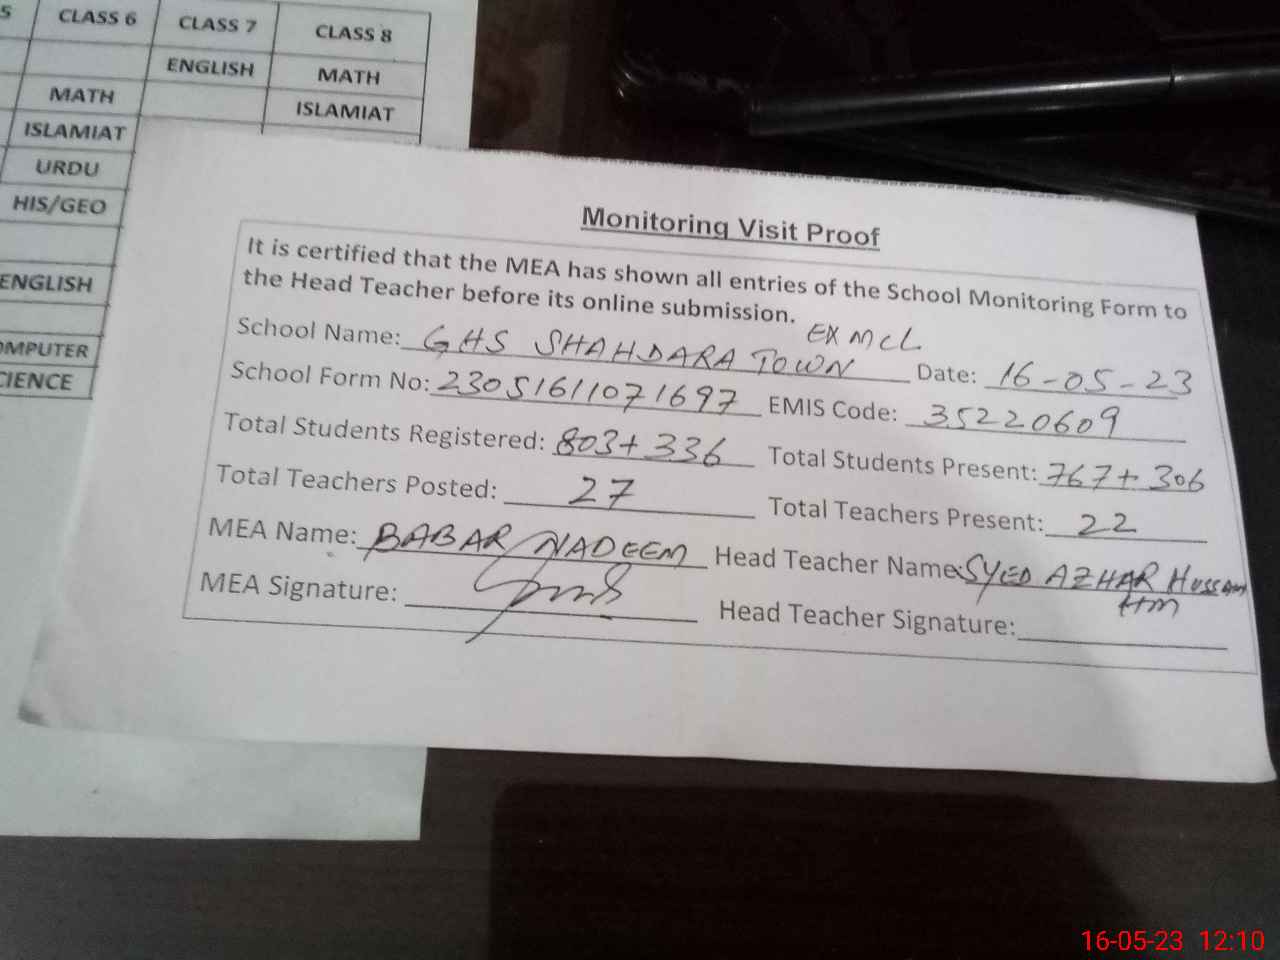 5 CLASS 6 CLASS 7 CLASS 8
ENGLISH MATH
MATH ISLAMIAT
ISLAMIAT
URDU
HIS/GEO
ENGLISH
OMPUTER
CIENCE
Monitoring Visit Proof
It is certified that the MEA has shown all entries of the School Monitoring Form to
the Head Teacher before its online submission.
School Name: GHS SHAHDARA TOWN EX MCL Date: 16-05-23
School Form No: 23051611071697 EMIS Code: 35220609
Total Students Registered: 803+336 Total Students Present: 767+306
Total Teachers Posted: 27 Total Teachers Present: 22
MEA Name: BABAR NADEEM Head Teacher Name: SYED AZHAR HUSSAIN
HM
MEA Signature: Head Teacher Signature:
16-05-23 12:10